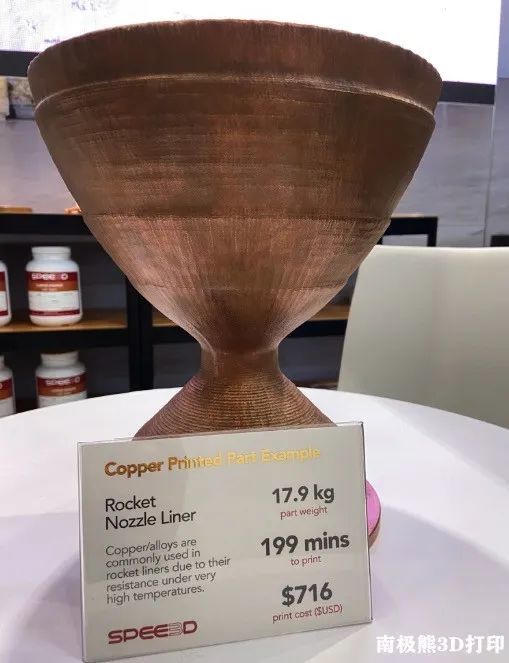 SPEE3D
SPEE3D
Copper Printed Part Example
Rocket
Nozzle Liner
Copper/alloys are
commonly used in
rocket liners due to their
resistance under very
high temperatures.
17.9 kg
part weight
199 mins
to print
$716
print cost ($USD)
SPEE3D
南极熊3D打印